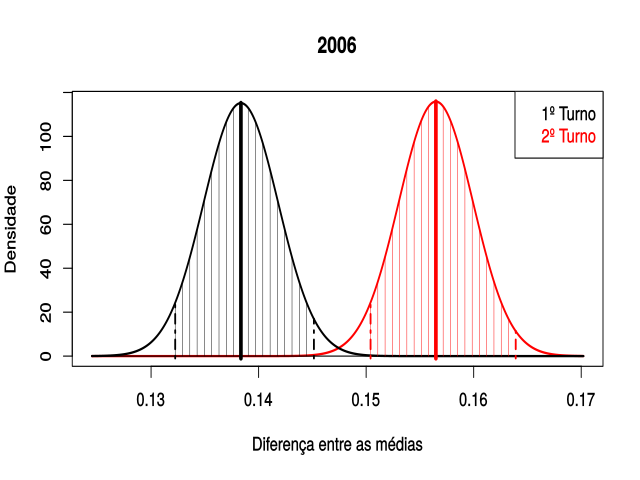 2006
1º Turno
2º Turno
Densidade
0 20 40 60 80 100
0.13 0.14 0.15 0.16 0.17
Diferença entre as médias